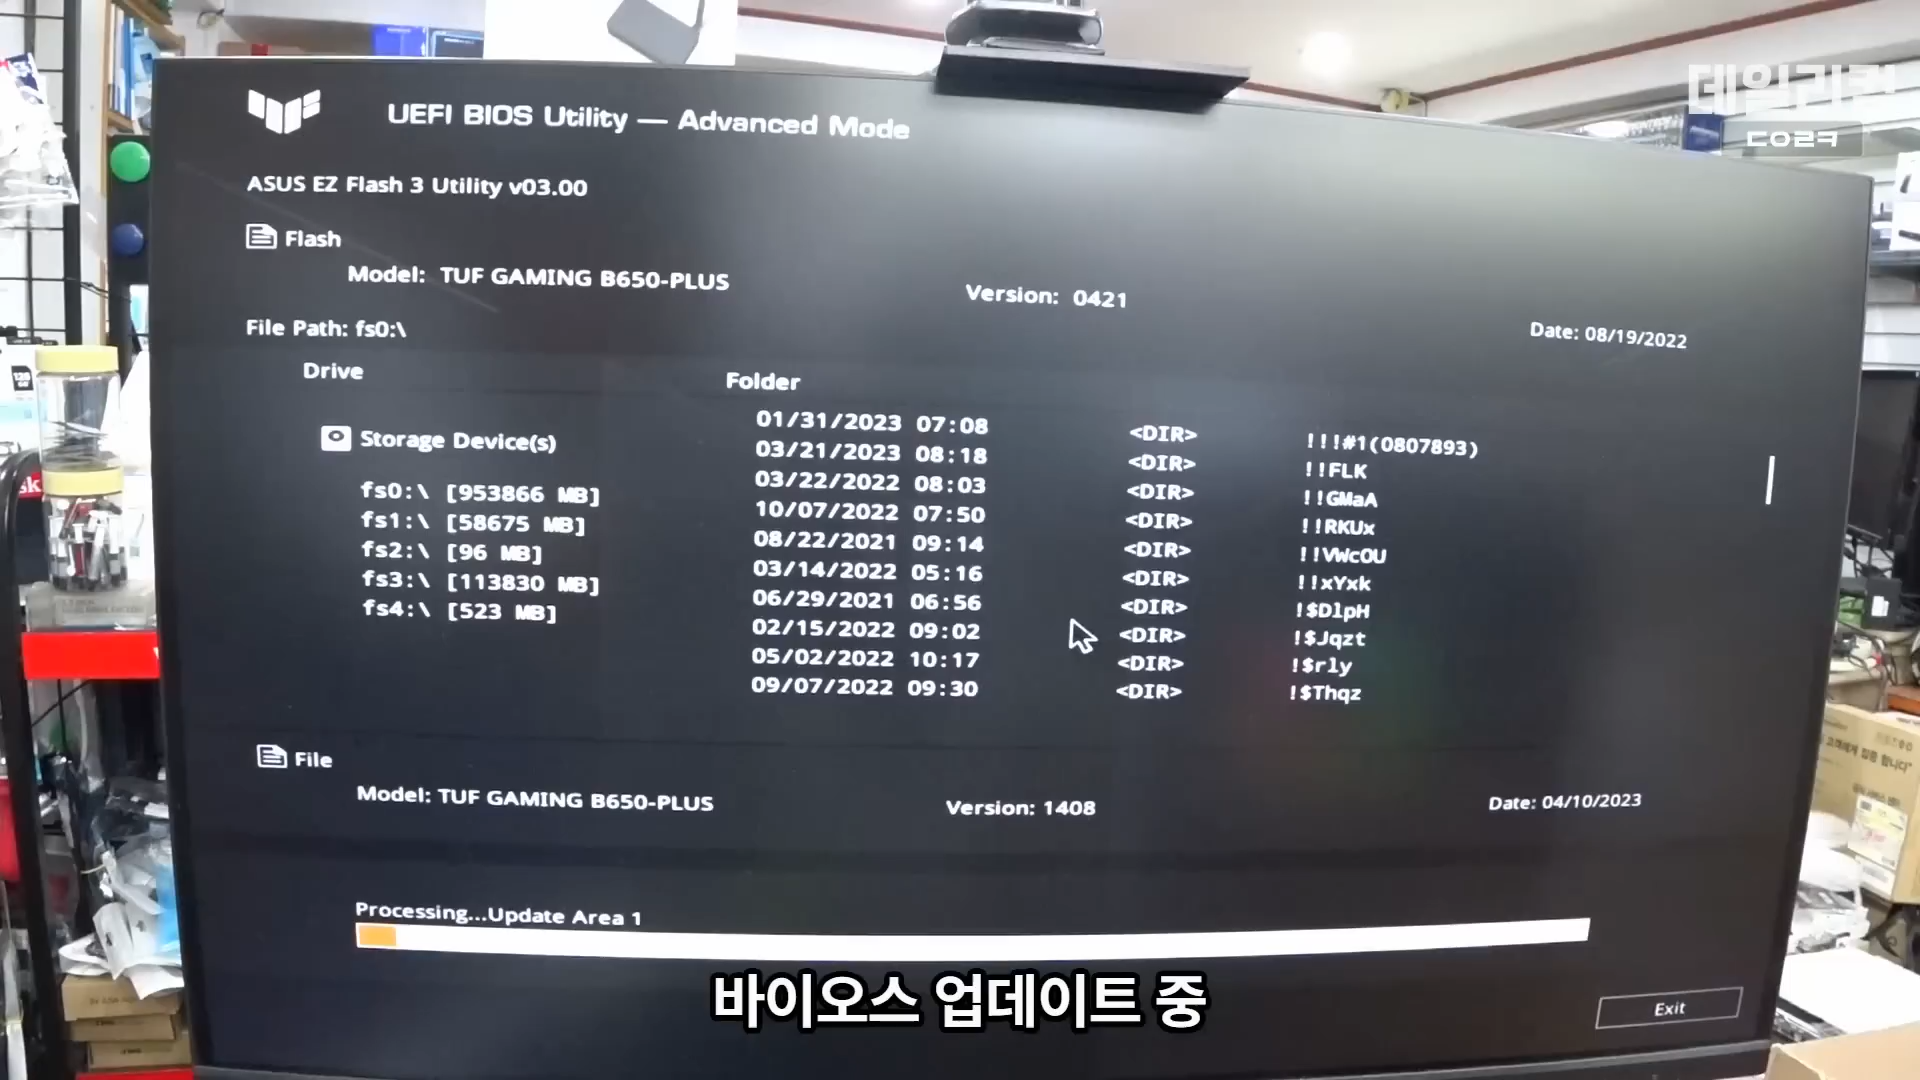 데일리컴
ㄷㅇㄹㅋ
UEFI BIOS Utility — Advanced Mode
ASUS EZ Flash 3 Utility v03.00
Flash
Model: TUF GAMING B650-PLUS
Version: 0421
Date: 08/19/2022
File Path: fs0:\
Drive
Folder
Storage Device(s)
fs0:\ [953866 MB]
fs1:\ [58675 MB]
fs2:\ [96 MB]
fs3:\ [113830 MB]
fs4:\ [523 MB]
01/31/2023 07:08 <DIR> !!!#1(0807893)
03/21/2023 08:18 <DIR> !!FLK
03/22/2022 08:03 <DIR> !!GMaA
10/07/2022 07:50 <DIR> !!RKUx
08/22/2021 09:14 <DIR> !!VWcOU
03/14/2022 05:16 <DIR> !!xYxk
06/29/2021 06:56 <DIR> !$DlpH
02/15/2022 09:02 <DIR> !$Jqzt
05/02/2022 10:17 <DIR> !$rly
09/07/2022 09:30 <DIR> !$Thqz
File
Model: TUF GAMING B650-PLUS
Version: 1408
Date: 04/10/2023
Processing...Update Area 1
바이오스 업데이트 중
Exit